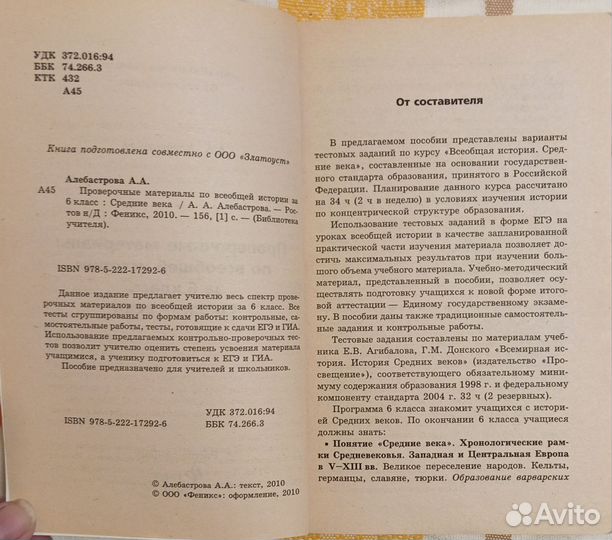 УДК 372.016:94
ББК 74.266.3
КТК 432
А45
Книга подготовлена совместно с ООО «Златоуст»
Алебастрова А.А.
А45 Проверочные материалы по всеобщей истории за
6 класс : Средние века / А. А. Алебастрова. — Рос-
тов н/Д : Феникс, 2010. — 156, [1] с. — (Библиотека
учителя).
ISBN 978-5-222-17292-6
Данное издание предлагает учителю весь спектр прове-
рочных материалов по всеобщей истории за 6 класс. Все
тесты сгруппированы по формам работы: контрольные, са-
мостоятельные работы, тесты, готовящие к сдаче ЕГЭ и ГИА.
Использование предлагаемых контрольно-проверочных тес-
тов позволит учителю оценить степень усвоения материала
учащимися, а ученику подготовиться к ЕГЭ и ГИА.
Пособие предназначено для учителей и школьников.
УДК 372.016:94
ISBN 978-5-222-17292-6 ББК 74.266.3
© Алебастрова А.А.: текст, 2010
© ООО «Феникс»: оформление, 2010
От составителя
В предлагаемом пособии представлены варианты
тестовых заданий по курсу «Всеобщая история. Сред-
ние века», составленные на основании государствен-
ного стандарта образования, принятого в Российской
Федерации. Планирование данного курса рассчитано
на 34 ч (2 ч в неделю) в условиях изучения истории
по концентрической структуре образования.
Использование тестовых заданий в форме ЕГЭ на
уроках всеобщей истории в качестве запланированной
практической части изучения материала позволяет до-
стичь максимальных результатов при изучении боль-
шого объема учебного материала. Учебно-методический
материал, представленный в пособии, позволяет осу-
ществлять подготовку учащихся к новой форме итого-
вой аттестации — Единому государственному экзаме-
ну. В пособии даны также традиционные самостоятель-
ные задания и контрольные работы.
Тестовые задания составлены по материалам учеб-
ника Е.В. Агибалова, Г.М. Донского «Всемирная ис-
тория. История Средних веков» (издательство «Про-
свещение»), соответствующего обязательному мини-
муму содержания образования 1998 г. и федеральному
компоненту стандарта 2004 г. 32 ч (2 резервных).
Программа 6 класса знакомит учащихся с исто-
рией Средних веков. По окончании 6 класса учащиеся
должны знать:
• Понятие «Средние века». Хронологические рам-
ки Средневековья. Западная и Центральная Европа
в V—XIII вв. Великое переселение народов. Кельты,
германцы, славяне, тюрки. Образование варварских
Avito